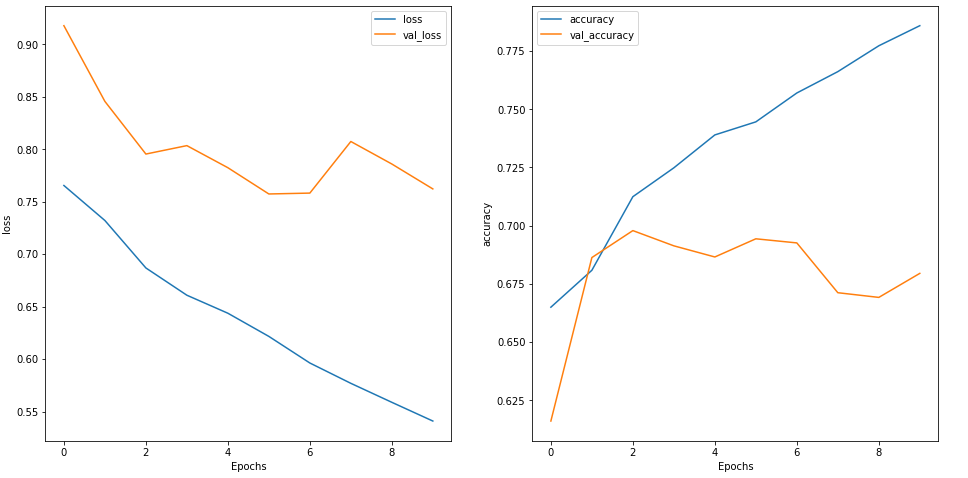 loss
val_loss
0.90
0.85
0.80
0.75
0.70
0.65
0.60
0.55
loss
0 2 4 6 8
Epochs
accuracy
val_accuracy
0.775
0.750
0.725
0.700
0.675
0.650
0.625
accuracy
0 2 4 6 8
Epochs